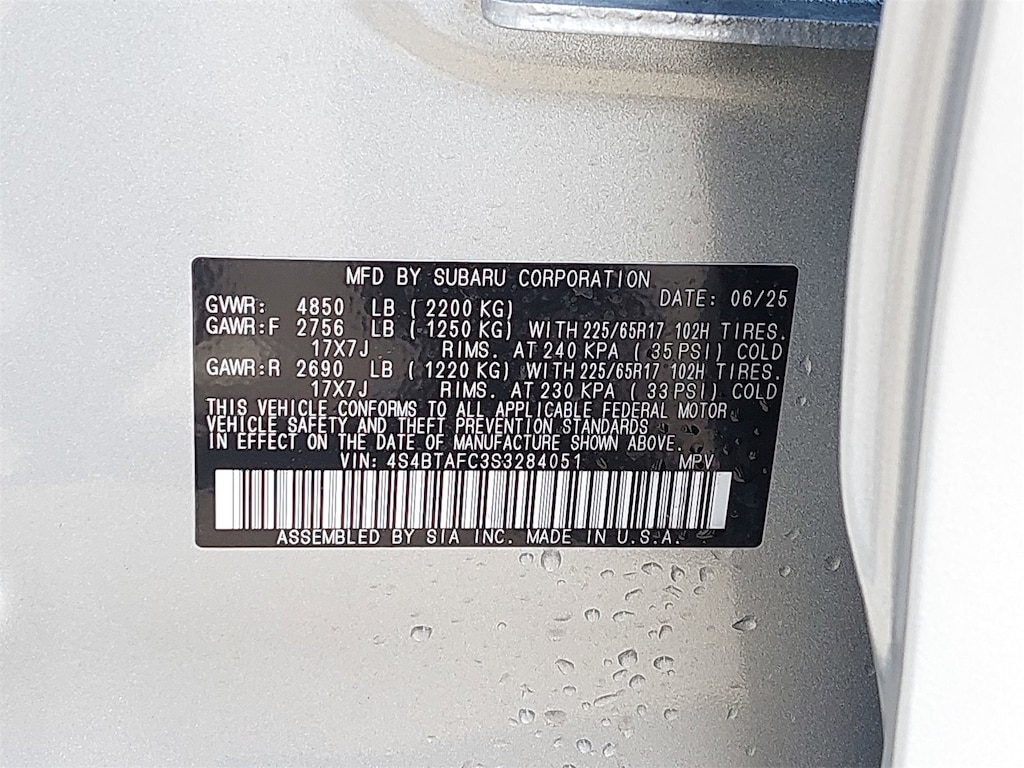 MFD BY SUBARU CORPORATION
DATE: 06/25
GVWR: 4850 LB (2200 KG)
GAWR:F 2756 LB (1250 KG) WITH 225/65R17 102H TIRES.
17X7J RIMS. AT 240 KPA (35 PSI) COLD
GAWR:R 2690 LB (1220 KG) WITH 225/65R17 102H TIRES.
17X7J RIMS. AT 230 KPA (33 PSI) COLD
THIS VEHICLE CONFORMS TO ALL APPLICABLE FEDERAL MOTOR
VEHICLE SAFETY AND THEFT PREVENTION STANDARDS
IN EFFECT ON THE DATE OF MANUFACTURE SHOWN ABOVE.
VIN: 4S4BTAFC3S3284051 MPV
ASSEMBLED BY SIA INC. MADE IN U.S.A.